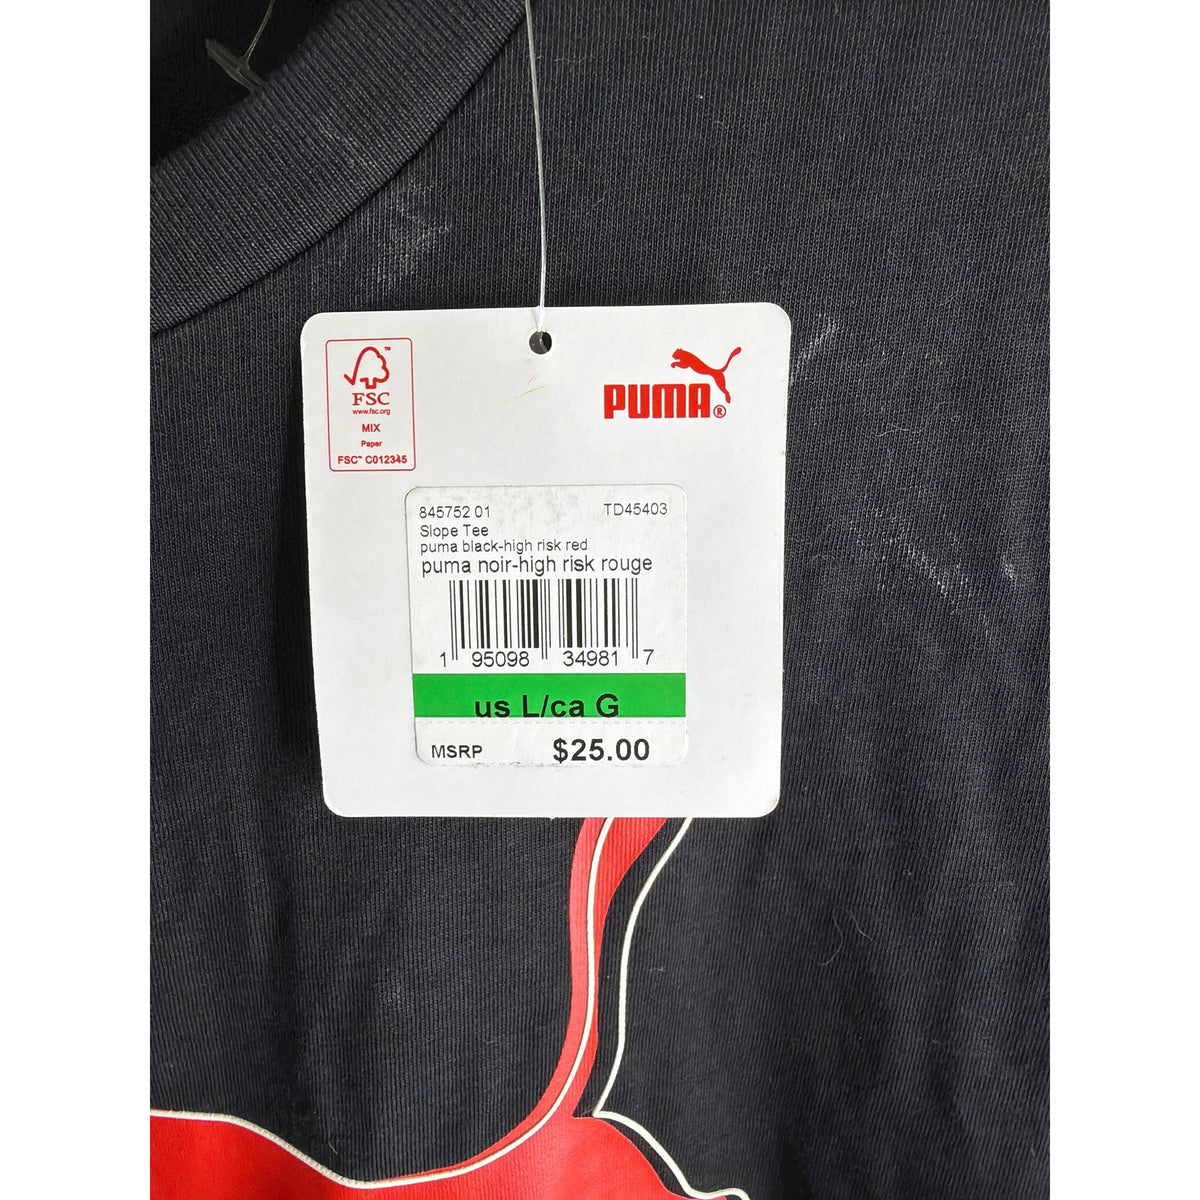 FSC
www.fsc.org
MIX
Paper
FSC™ C012345
PUMA®
845752 01 TD45403
Slope Tee
puma black-high risk red
puma noir-high risk rouge
1 95098 34981 7
us L/ca G
MSRP $25.00